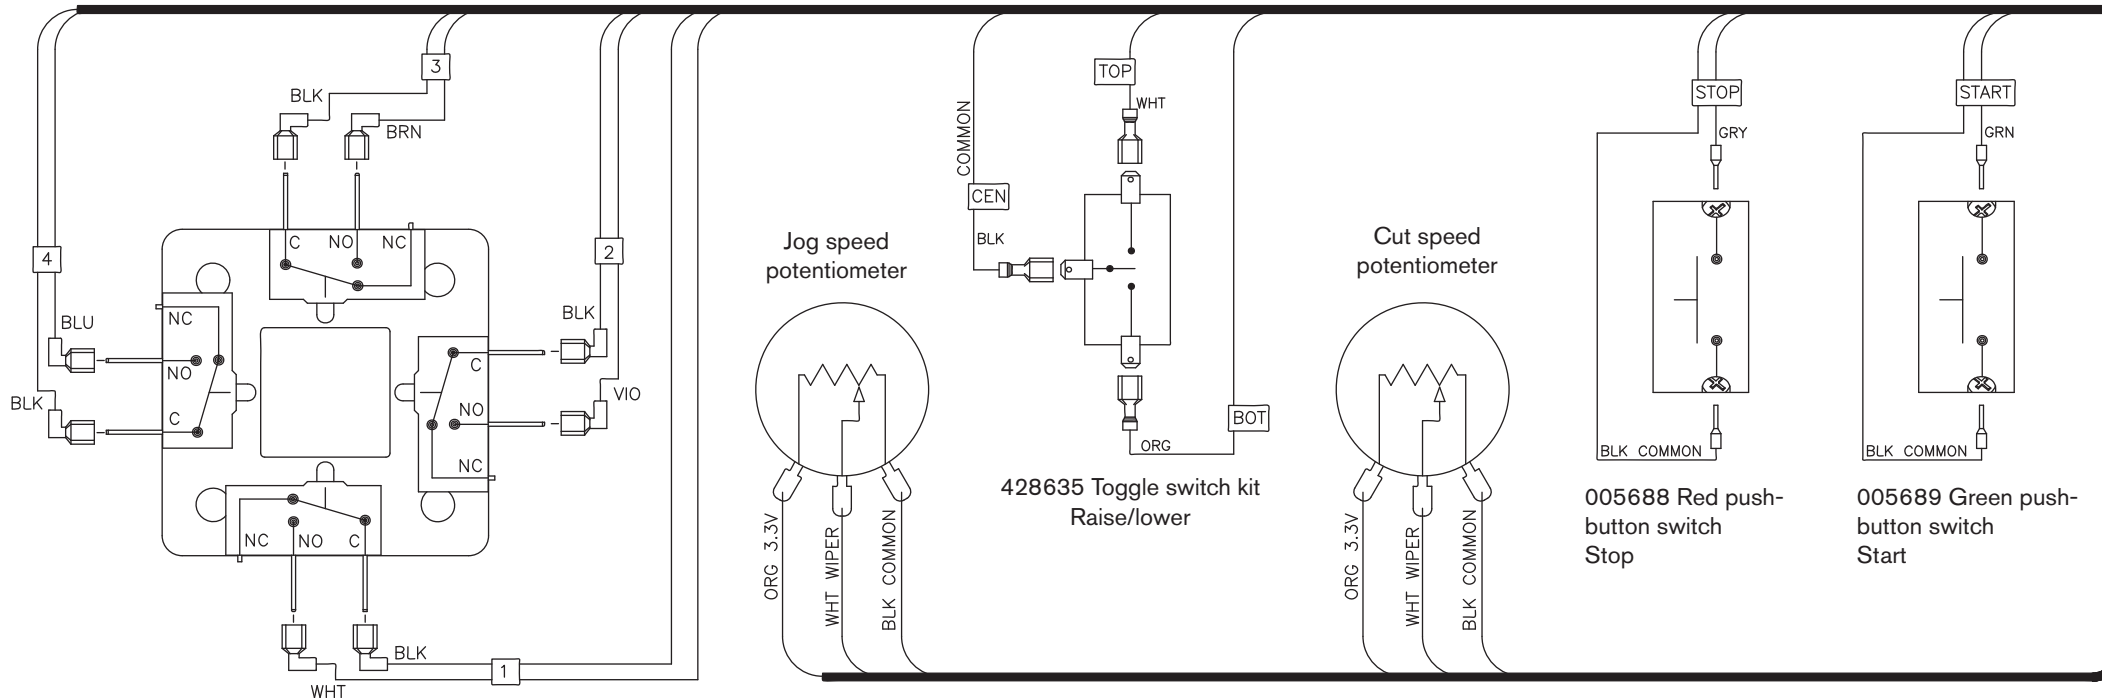 3
BLK
BRN
4
C
NO
NC
2
BLU
NC
NO
BLK
C
BLK
C
NO
VIO
NC
NC
NO
C
BLK
1
WHT
Jog speed
potentiometer
ORG 3.3V
WHT WIPER
BLK COMMON
COMMON
CEN
BLK
TOP
WHT
BOT
ORG
428635 Toggle switch kit
Raise/lower
Cut speed
potentiometer
ORG 3.3V
WHT WIPER
BLK COMMON
STOP
GRY
BLK COMMON
005688 Red push-
button switch
Stop
START
GRN
BLK COMMON
005689 Green push-
button switch
Start